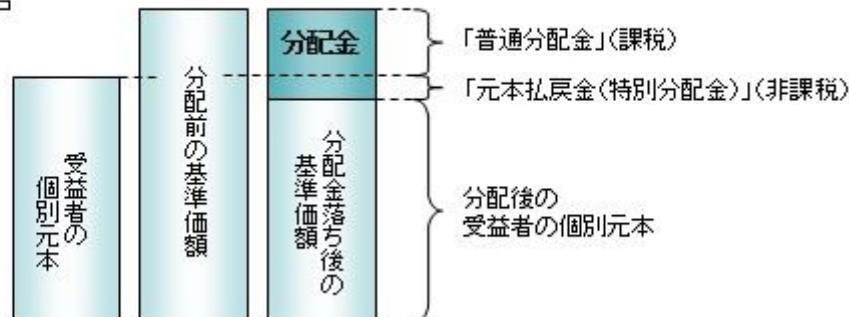 受益者の
個別元本
分配前の基準価額
分配金
分配金落ち後の
基準価額
「普通分配金」(課税)
「元本払戻金(特別分配金)」(非課税)
分配後の
受益者の個別元本